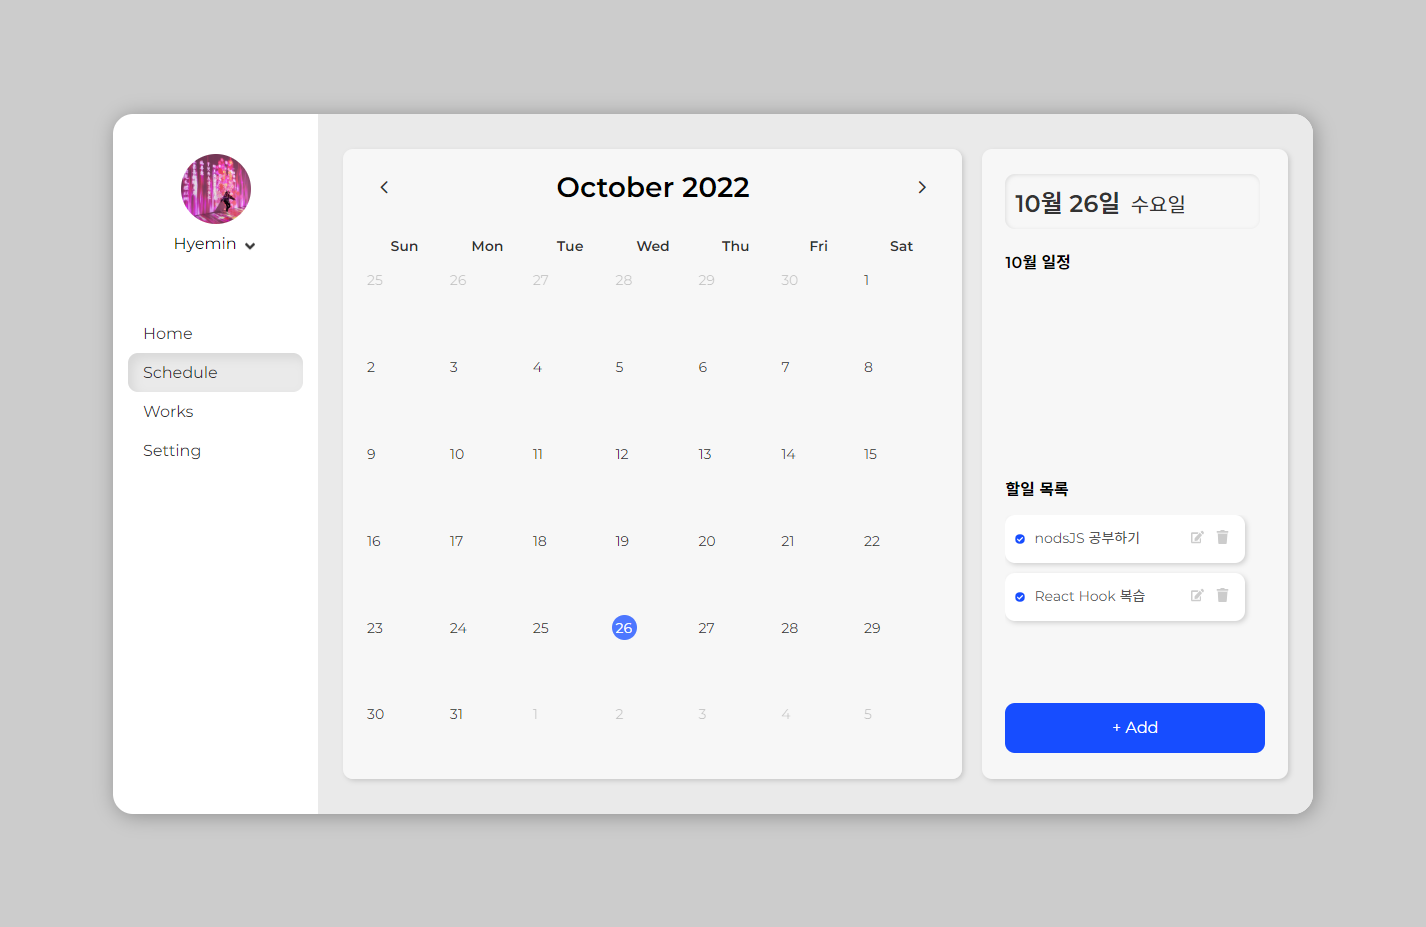 Hyemin
Home
Schedule
Works
Setting
October 2022
Sun Mon Tue Wed Thu Fri Sat
25 26 27 28 29 30 1
2 3 4 5 6 7 8
9 10 11 12 13 14 15
16 17 18 19 20 21 22
23 24 25 26 27 28 29
30 31 1 2 3 4 5
10월 26일 수요일
10월 일정
할일 목록
nodsJS 공부하기
React Hook 복습
+ Add